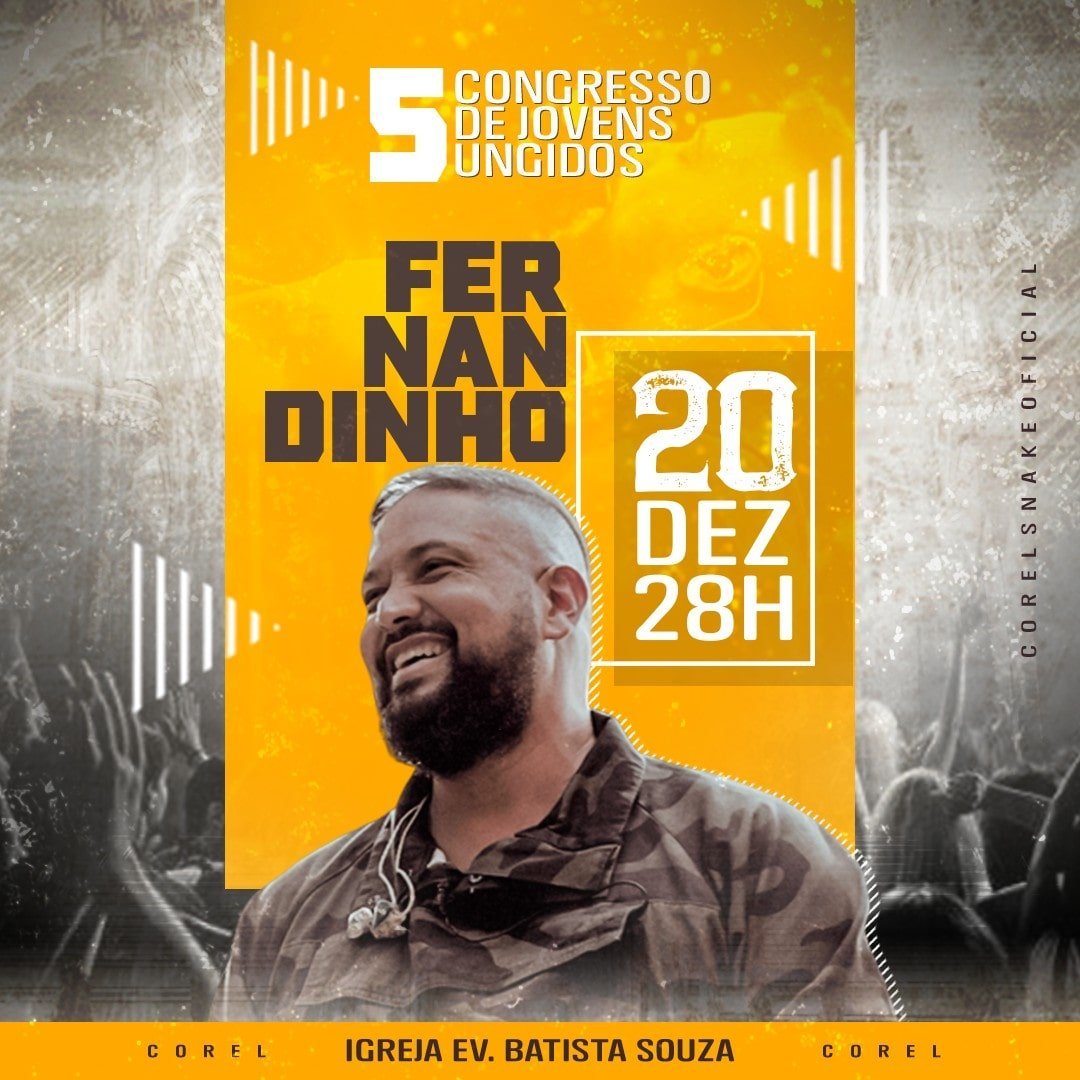 5 CONGRESSO
DE JOVENS
UNGIDOS
FER
NAN
DINHO
20
DEZ
28H
CORELSNAKEOFICIAL
COREL
IGREJA EV. BATISTA SOUZA
COREL